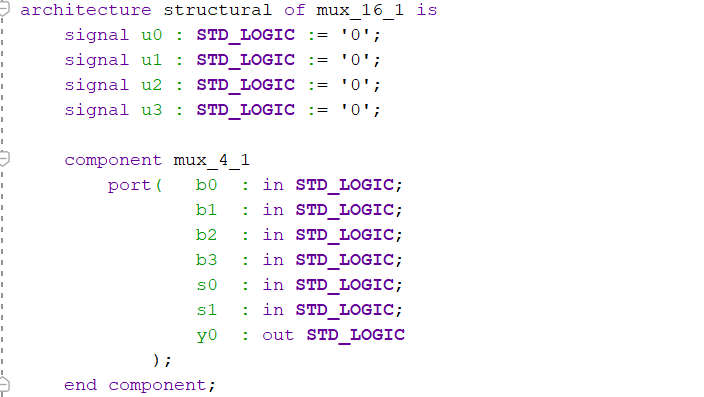 architecture structural of mux_16_1 is
    signal u0 : STD_LOGIC := '0';
    signal u1 : STD_LOGIC := '0';
    signal u2 : STD_LOGIC := '0';
    signal u3 : STD_LOGIC := '0';

    component mux_4_1
        port(   b0  : in STD_LOGIC;
                b1  : in STD_LOGIC;
                b2  : in STD_LOGIC;
                b3  : in STD_LOGIC;
                s0  : in STD_LOGIC;
                s1  : in STD_LOGIC;
                y0  : out STD_LOGIC
            );
    end component;